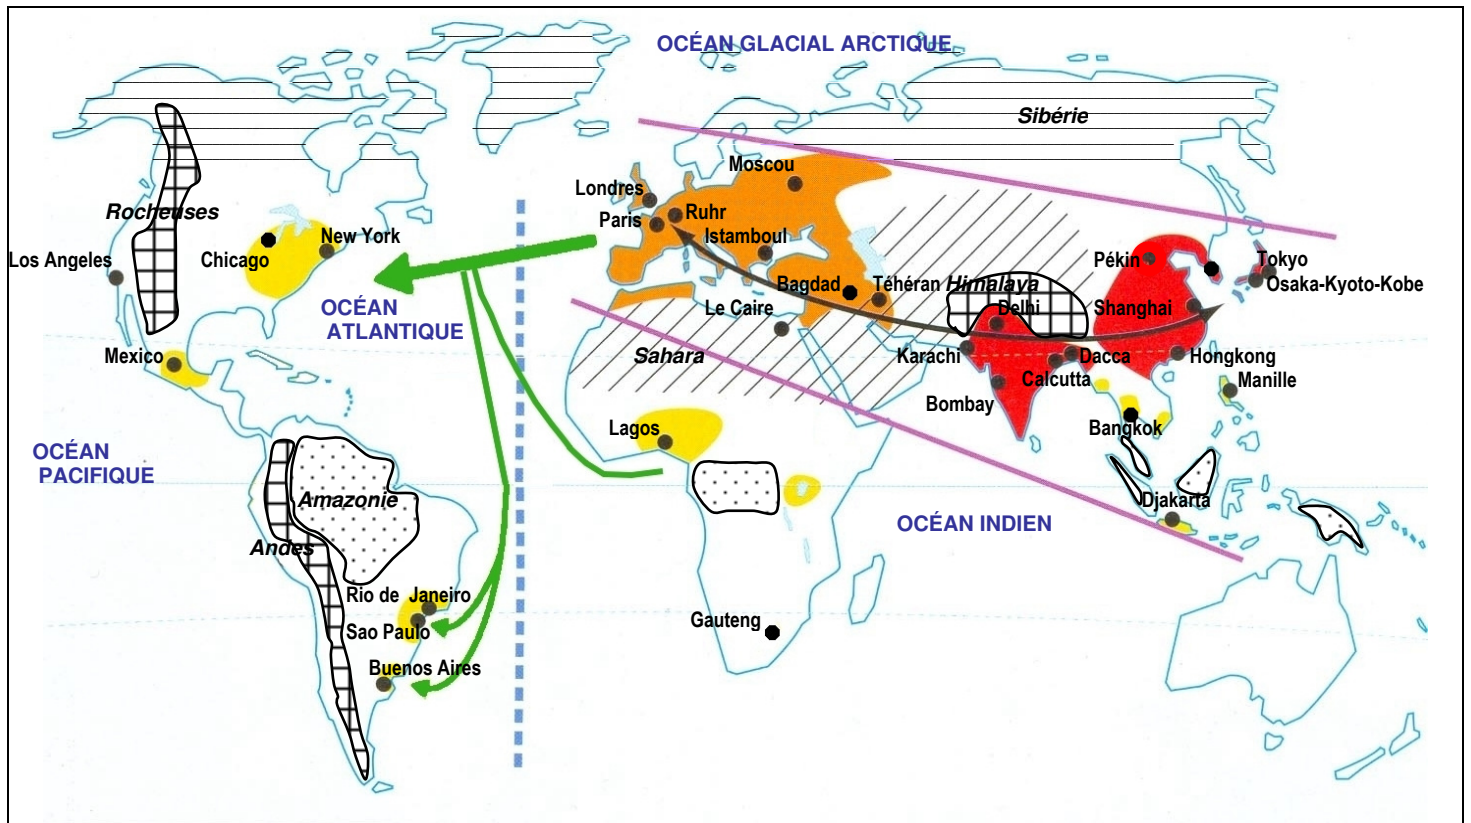 OCÉAN GLACIAL ARCTIQUE
Sibérie
Moscou
Londres
Rocheuses
Paris
Ruhr
New York
Istamboul
Chicago
Los Angeles
Pékin
Tokyo
Bagdad
Téhéran
Himalaya
Osaka-Kyoto-Kobe
OCÉAN
ATLANTIQUE
Le Caire
Delhi
Shanghai
Mexico
Sahara
Karachi
Dacca
Hongkong
Calcutta
Manille
Bombay
Lagos
Bangkok
OCÉAN
PACIFIQUE
Amazonie
Djakarta
OCÉAN INDIEN
Andes
Rio de Janeiro
Gauteng
Sao Paulo
Buenos Aires